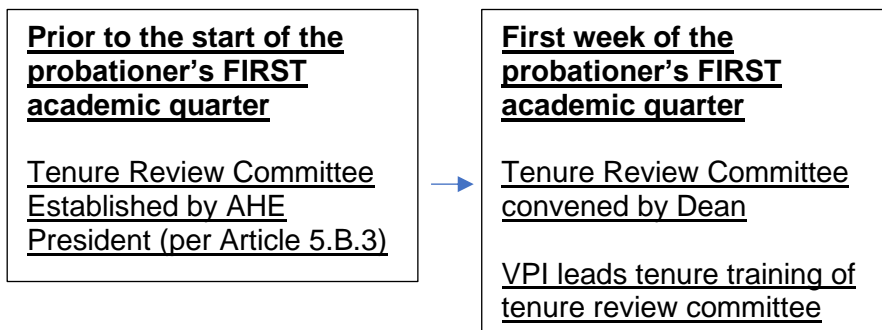 Prior to the start of the
probationer’s FIRST
academic quarter
Tenure Review Committee
Established by AHE
President (per Article 5.B.3)
First week of the
probationer’s FIRST
academic quarter
Tenure Review Committee
convened by Dean
VPI leads tenure training of
tenure review committee